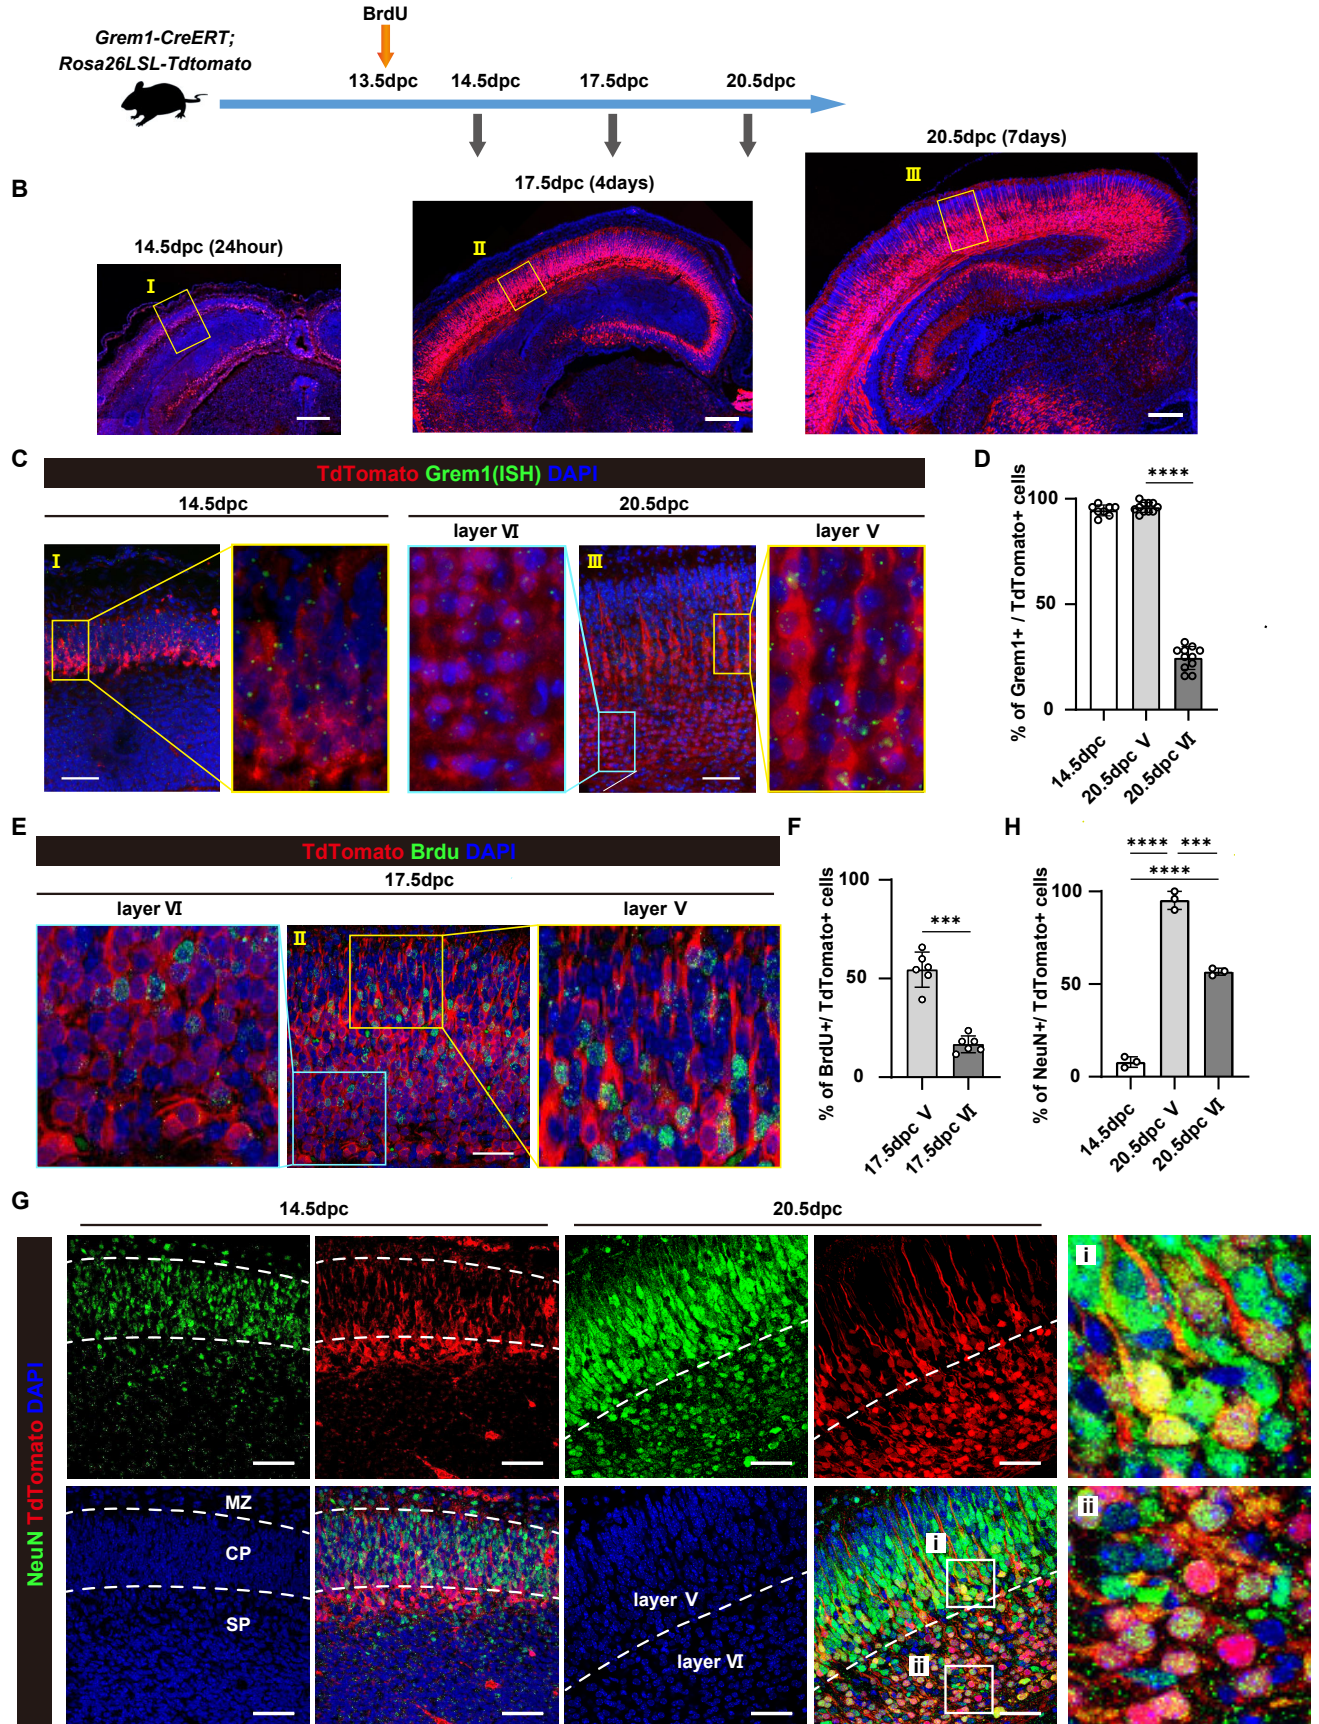 BrdU
Grem1-CreERT;
Rosa26LSL-Tdtomato
13.5dpc 14.5dpc 17.5dpc 20.5dpc
B
14.5dpc (24hour)
17.5dpc (4days)
20.5dpc (7days)
I
II
III
C
TdTomato Grem1(ISH) DAPI
14.5dpc
20.5dpc
layer VI
layer V
I
III
D
% of Grem1+ / TdTomato+ cells
100
50
0
****
14.5dpc
20.5dpc V
20.5dpc VI
E
TdTomato Brdu DAPI
17.5dpc
layer VI
layer V
II
F
% of BrdU+/ TdTomato+ cells
100
50
0
***
17.5dpc V
17.5dpc VI
H
% of NeuN+/ TdTomato+ cells
100
50
0
**** ***
****
14.5dpc
20.5dpc V
20.5dpc VI
G
NeuN TdTomato DAPI
14.5dpc
20.5dpc
i
MZ
CP
SP
layer V
layer VI
i
ii
ii